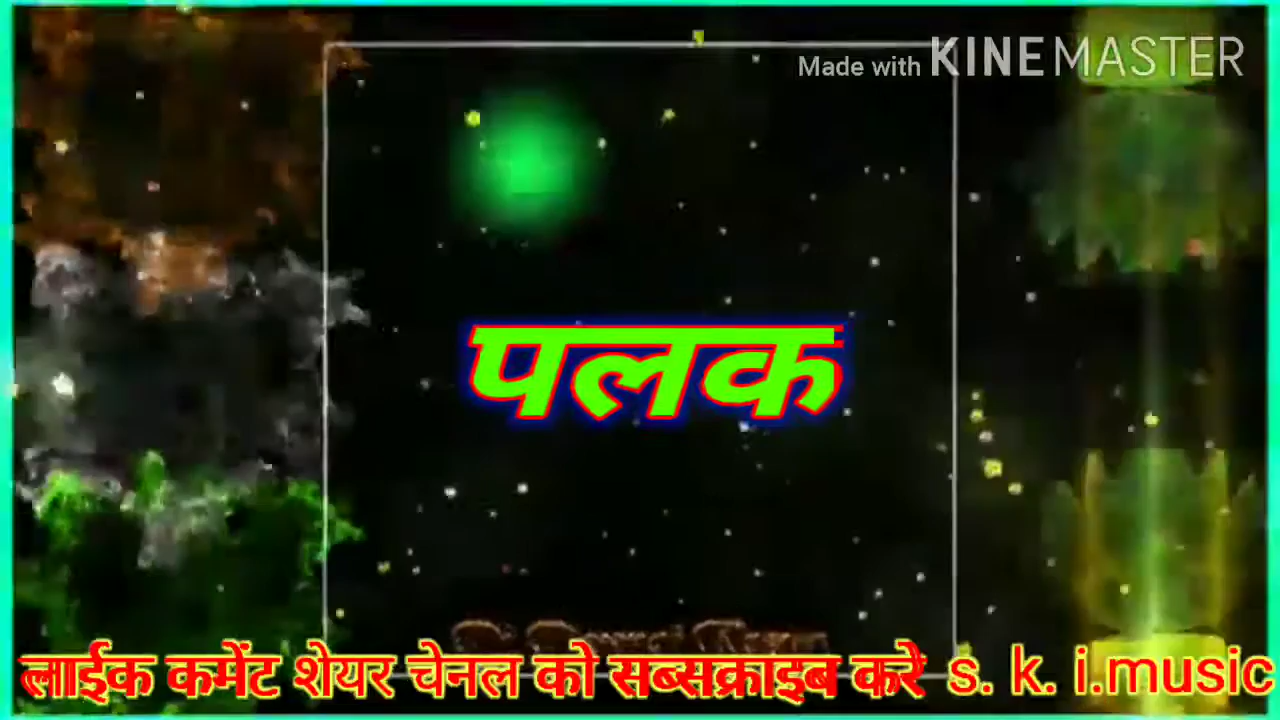 Made with KINEMASTER
पलक
लाईक कमेंट शेयर चेनल को सब्सक्राइब करे s. k. i.music